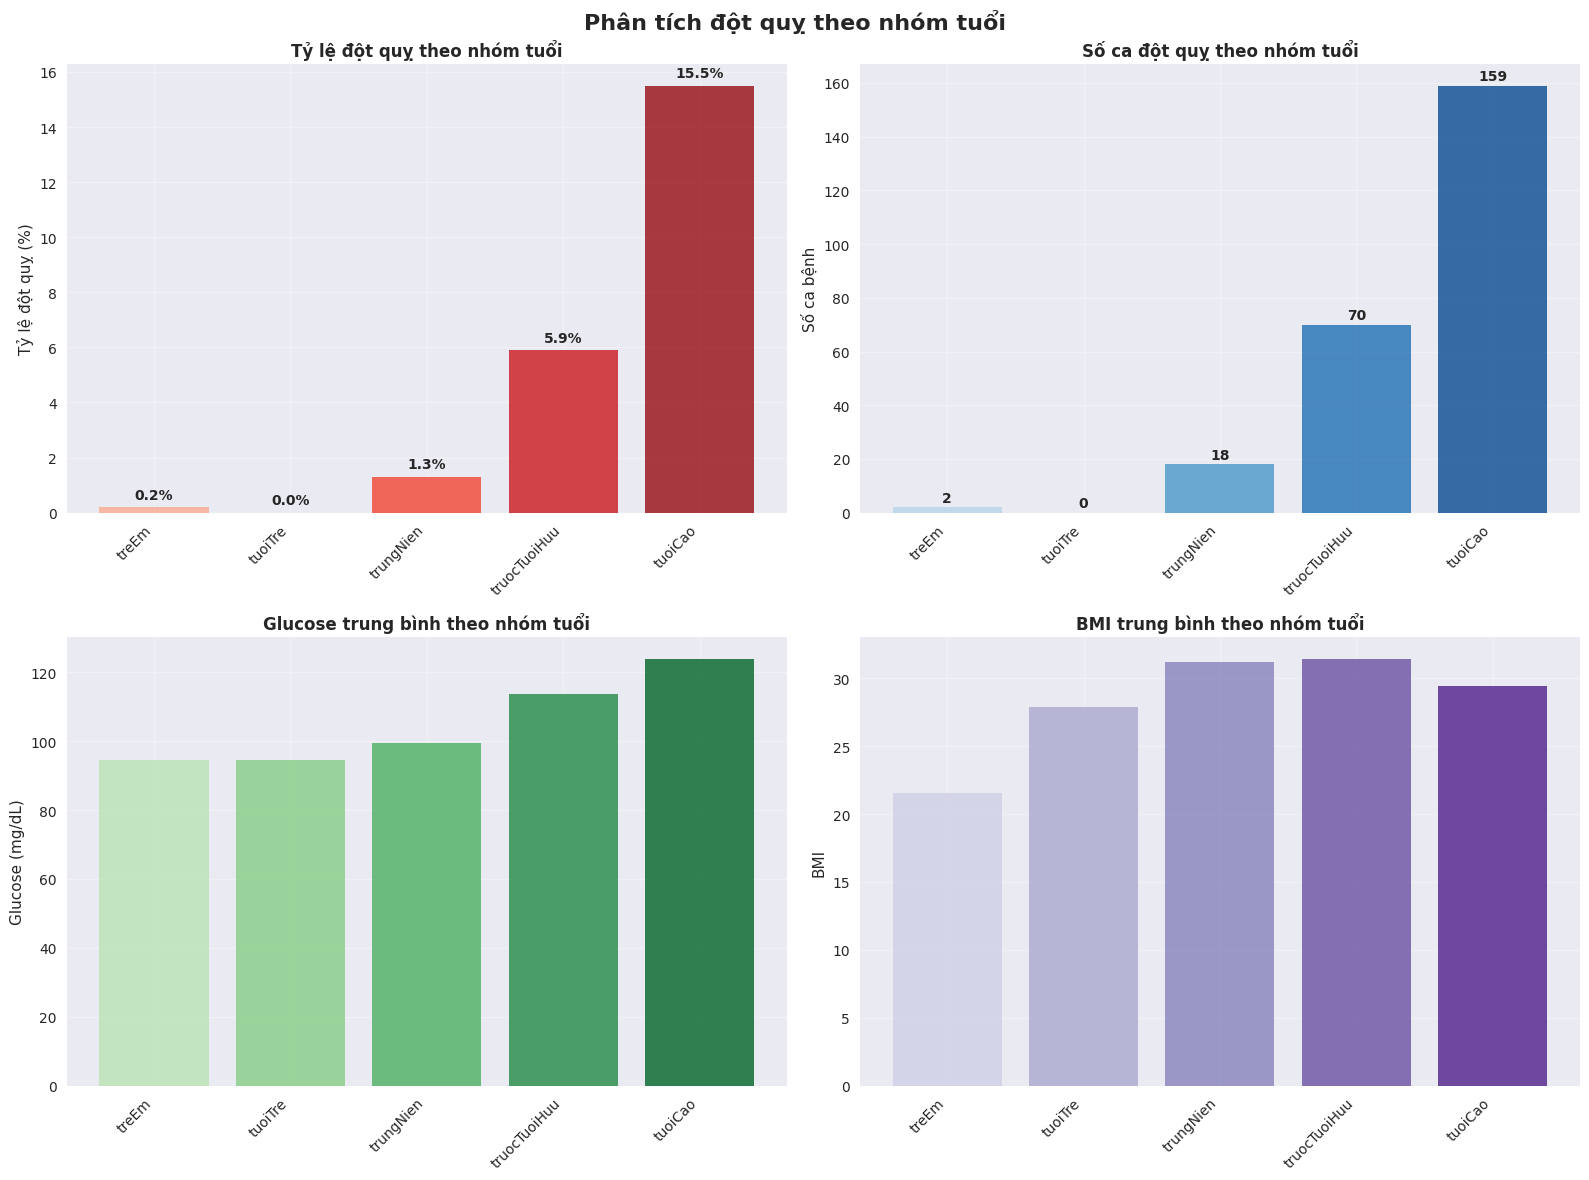 Phân tích đột quỵ theo nhóm tuổi
Tỷ lệ đột quỵ theo nhóm tuổi
Tỷ lệ đột quỵ (%)
16
14
12
10
8
6
4
2
0
0.2%
0.0%
1.3%
5.9%
15.5%
treEm
tuoiTre
trungNien
truocTuoiHuu
tuoiCao
Số ca đột quỵ theo nhóm tuổi
Số ca bệnh
160
140
120
100
80
60
40
20
0
2
0
18
70
159
treEm
tuoiTre
trungNien
truocTuoiHuu
tuoiCao
Glucose trung bình theo nhóm tuổi
Glucose (mg/dL)
120
100
80
60
40
20
0
treEm
tuoiTre
trungNien
truocTuoiHuu
tuoiCao
BMI trung bình theo nhóm tuổi
BMI
30
25
20
15
10
5
0
treEm
tuoiTre
trungNien
truocTuoiHuu
tuoiCao